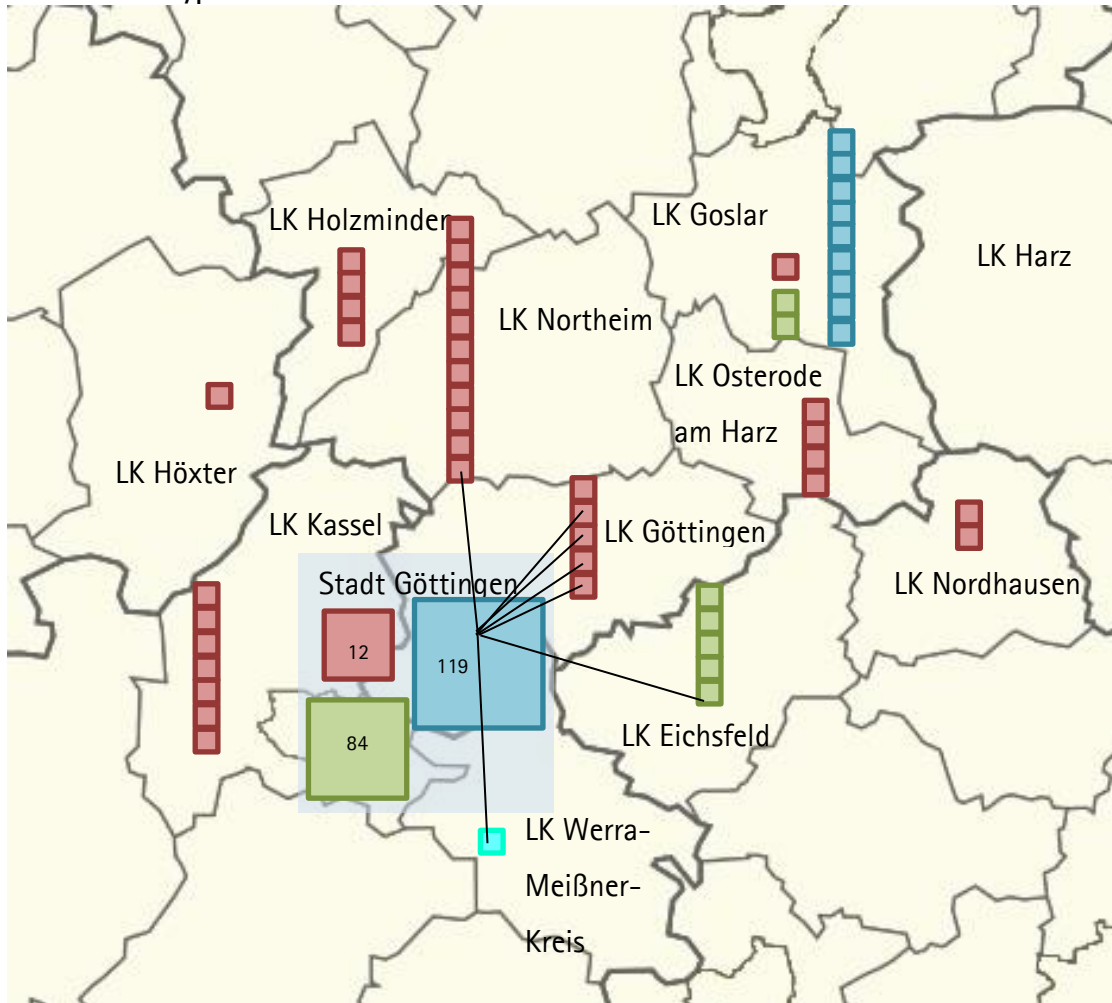 LK Holzminden
LK Goslar
LK Harz
LK Northeim
LK Osterode
am Harz
LK Höxter
LK Kassel
LK Göttingen
LK Nordhausen
Stadt Göttingen
12
119
84
LK Eichsfeld
LK Werra-
Meißner-
Kreis